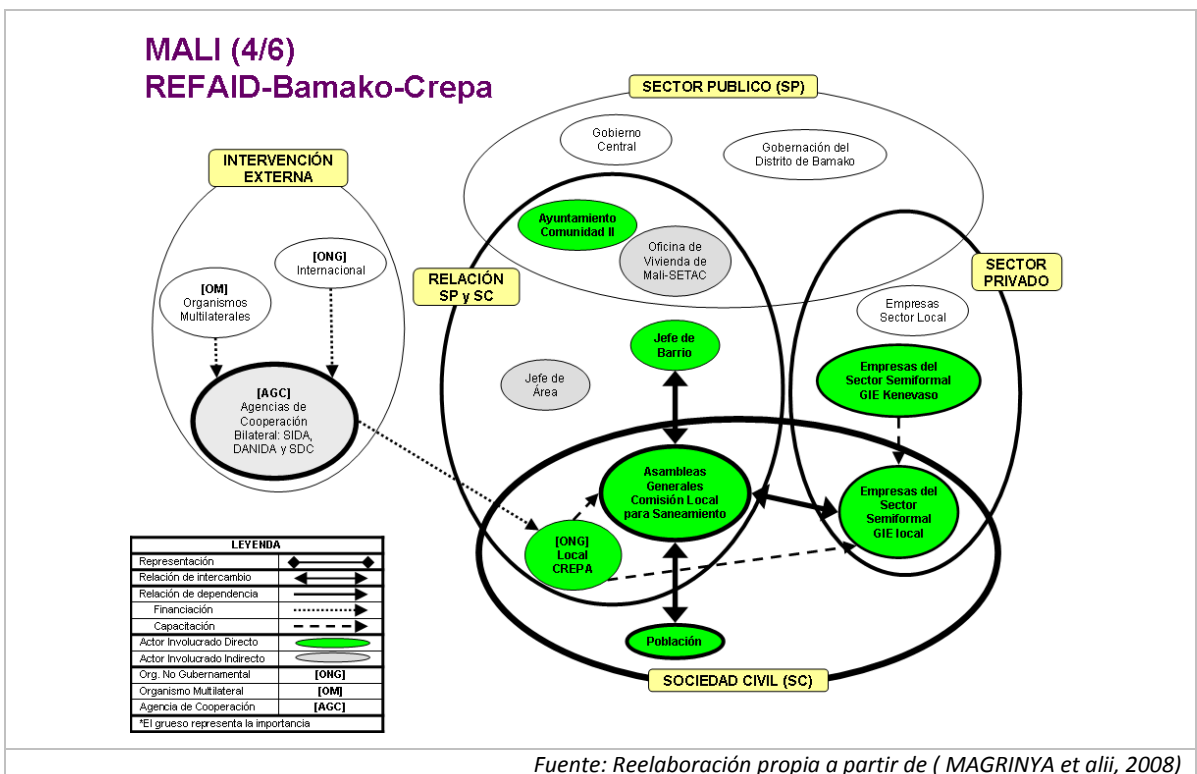 MALI (4/6)
REFAID-Bamako-Crepa
SECTOR PUBLICO (SP)
Gobierno
Central
Gobernación del
Distrito de Bamako
INTERVENCIÓN
EXTERNA
Ayuntamiento
Comunidad II
Oficina de
Vivienda de
Mali-SETAC
[ONG]
Internacional
[OM]
Organismos
Multilaterales
RELACIÓN
SP y SC
SECTOR
PRIVADO
Empresas
Sector Local
Jefe de
Barrio
Jefe de
Área
Empresas del
Sector Semiformal
GIE Kenevaso
[AGC]
Agencias de
Cooperación
Bilateral: SIDA,
DANIDA y SDC
Asambleas
Generales
Comisión Local
para Saneamiento
Empresas del
Sector
Semiformal
GIE local
[ONG]
Local
CREPA
Población
SOCIEDAD CIVIL (SC)
LEYENDA
Representación
Relación de intercambio
Relación de dependencia
Financiación
Capacitación
Actor Involucrado Directo
Actor Involucrado Indirecto
Org. No Gubernamental [ONG]
Organismo Multilateral [OM]
Agencia de Cooperación [AGC]
*El grueso representa la importancia
Fuente: Reelaboración propia a partir de ( MAGRINYA et alii, 2008)